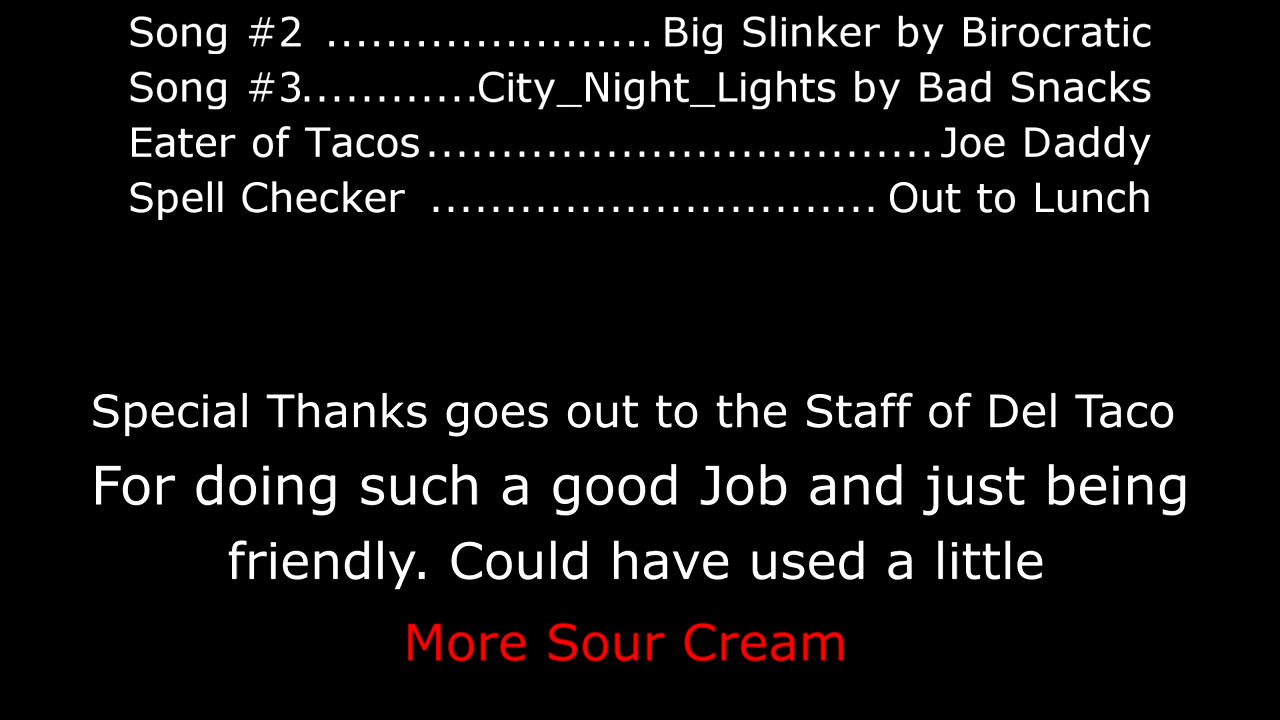 Song #2 ...................... Big Slinker by Birocratic
Song #3............City_Night_Lights by Bad Snacks
Eater of Tacos.................................. Joe Daddy
Spell Checker .............................. Out to Lunch
Special Thanks goes out to the Staff of Del Taco
For doing such a good Job and just being
friendly. Could have used a little
More Sour Cream